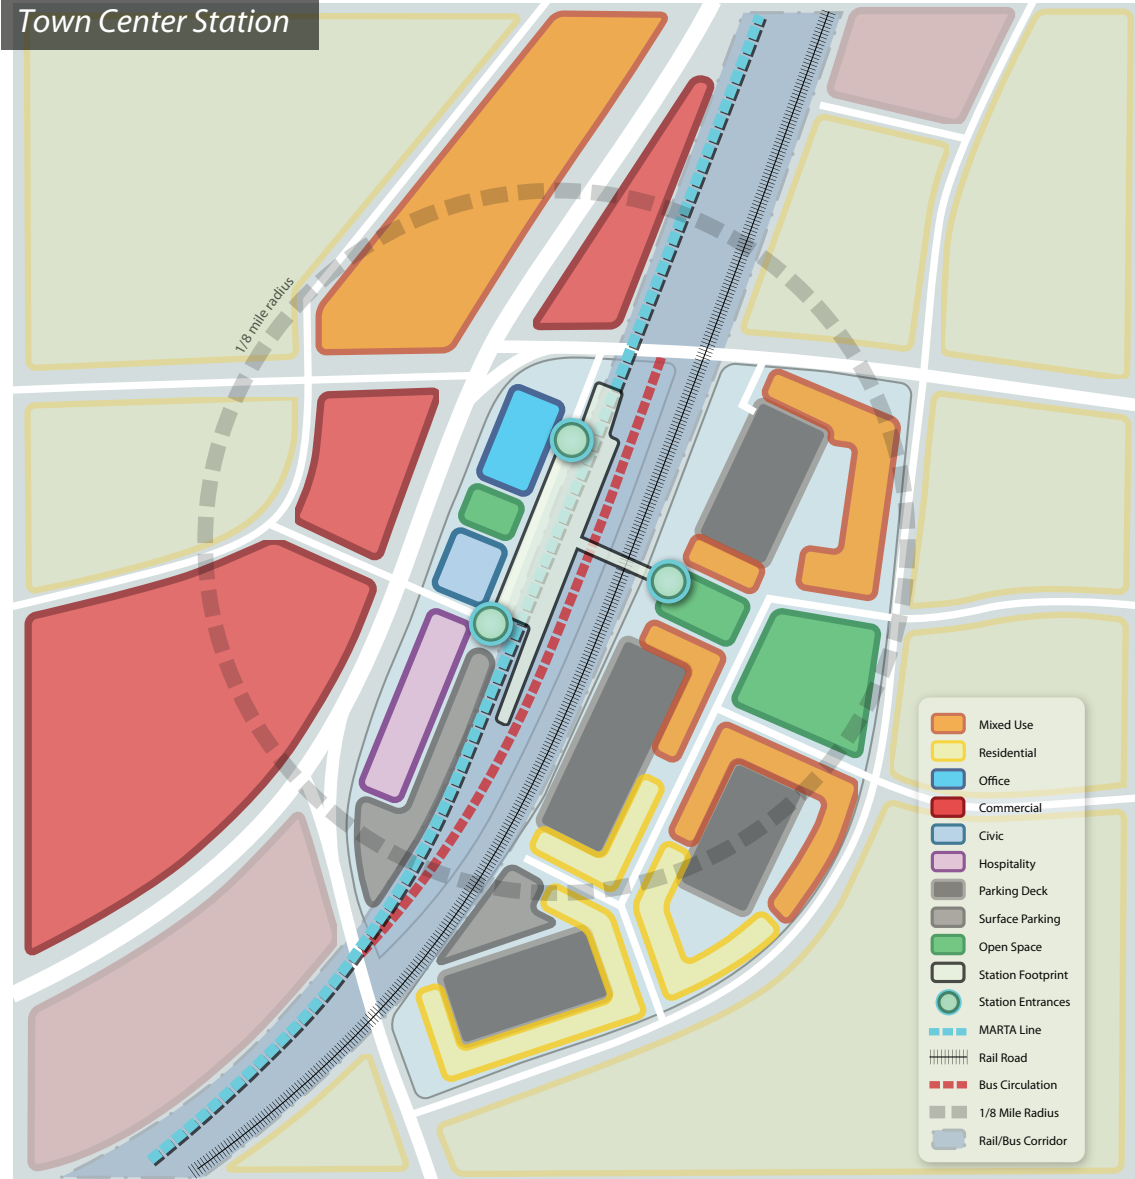 Town Center Station
1/8 mile radius
Mixed Use
Residential
Office
Commercial
Civic
Hospitality
Parking Deck
Surface Parking
Open Space
Station Footprint
Station Entrances
MARTA Line
Rail Road
Bus Circulation
1/8 Mile Radius
Rail/Bus Corridor